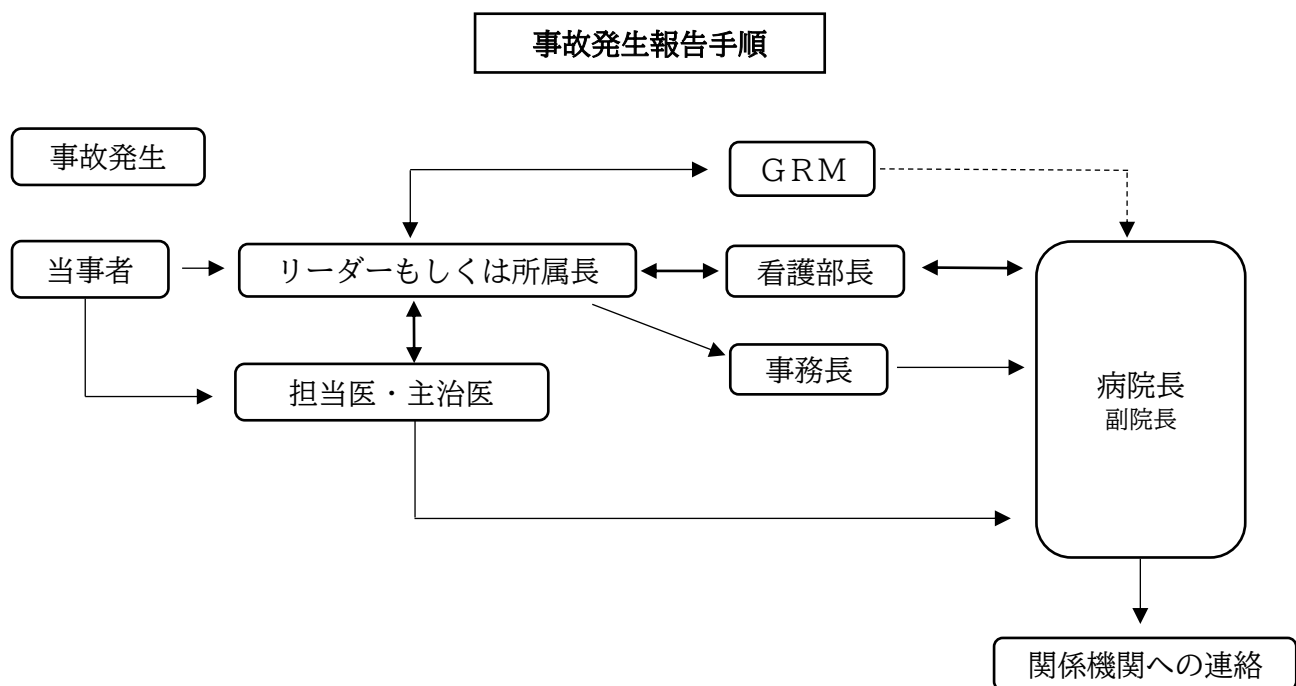 事故発生報告手順
事故発生
GRM
当事者
リーダーもしくは所属長
看護部長
事務長
担当医・主治医
病院長
副院長
関係機関への連絡